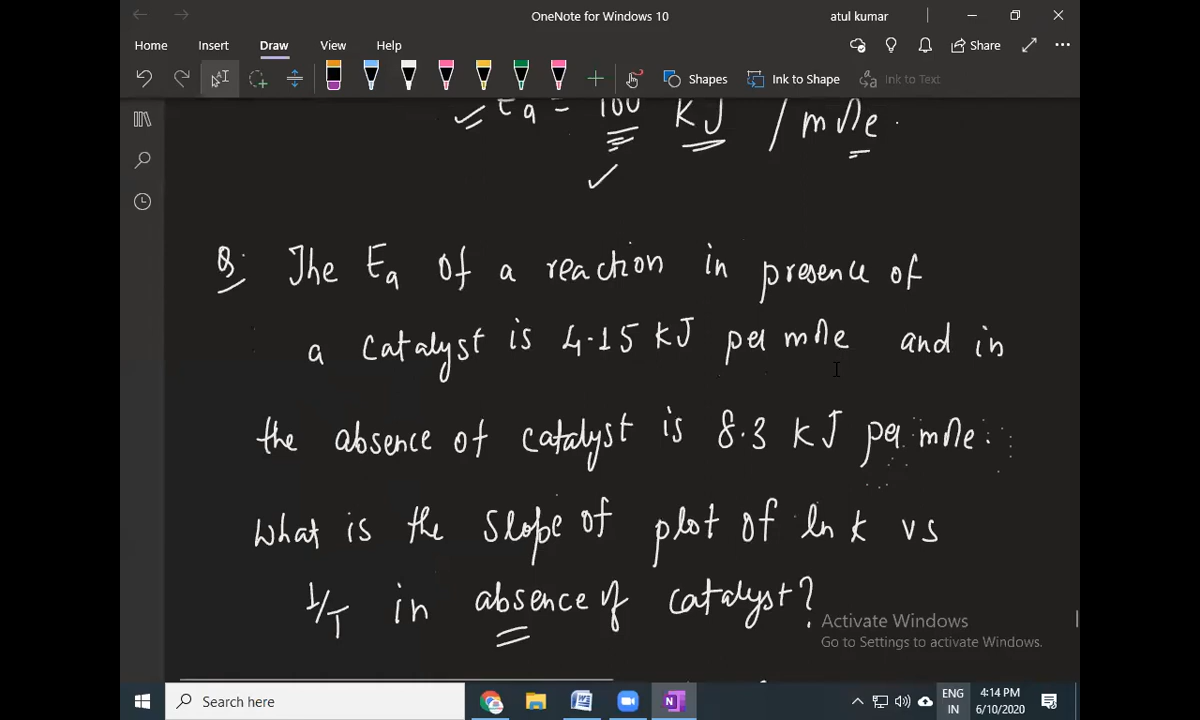 OneNote for Windows 10
atul kumar
Home Insert Draw View Help
Share
Shapes
Ink to Shape
Ink to Text
Ea = 100 KJ / mole.
Q. The Ea of a reaction in presence of
a catalyst is 4.15 KJ per mole and in
the absence of catalyst is 8.3 KJ per mole.
What is the slope of plot of ln k vs
1/T in absence of catalyst?
Activate Windows
Go to Settings to activate Windows.
Search here
ENG
IN
4:14 PM
6/10/2020